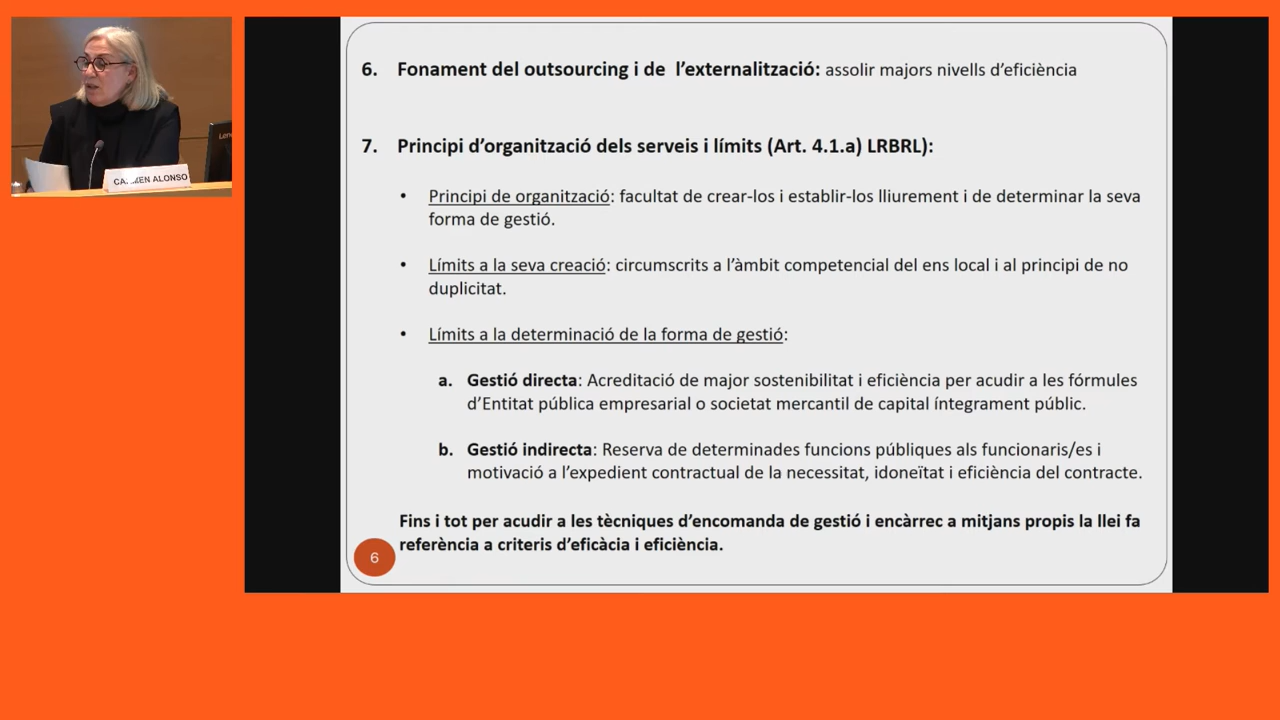 CARMEN ALONSO
6. Fonament del outsourcing i de l’externalització: assolir majors nivells d’eficiència
7. Principi d’organització dels serveis i límits (Art. 4.1.a) LRBRL):
• Principi de organització: facultat de crear-los i establir-los lliurement i de determinar la seva
forma de gestió.
• Límits a la seva creació: circumscrits a l’àmbit competencial del ens local i al principi de no
duplicitat.
• Límits a la determinació de la forma de gestió:
a. Gestió directa: Acreditació de major sostenibilitat i eficiència per acudir a les fórmules
d’Entitat pública empresarial o societat mercantil de capital íntegrament públic.
b. Gestió indirecta: Reserva de determinades funcions públiques als funcionaris/es i
motivació a l’expedient contractual de la necessitat, idoneïtat i eficiència del contracte.
Fins i tot per acudir a les tècniques d’encomanda de gestió i encàrrec a mitjans propis la llei fa
referència a criteris d’eficàcia i eficiència.
6